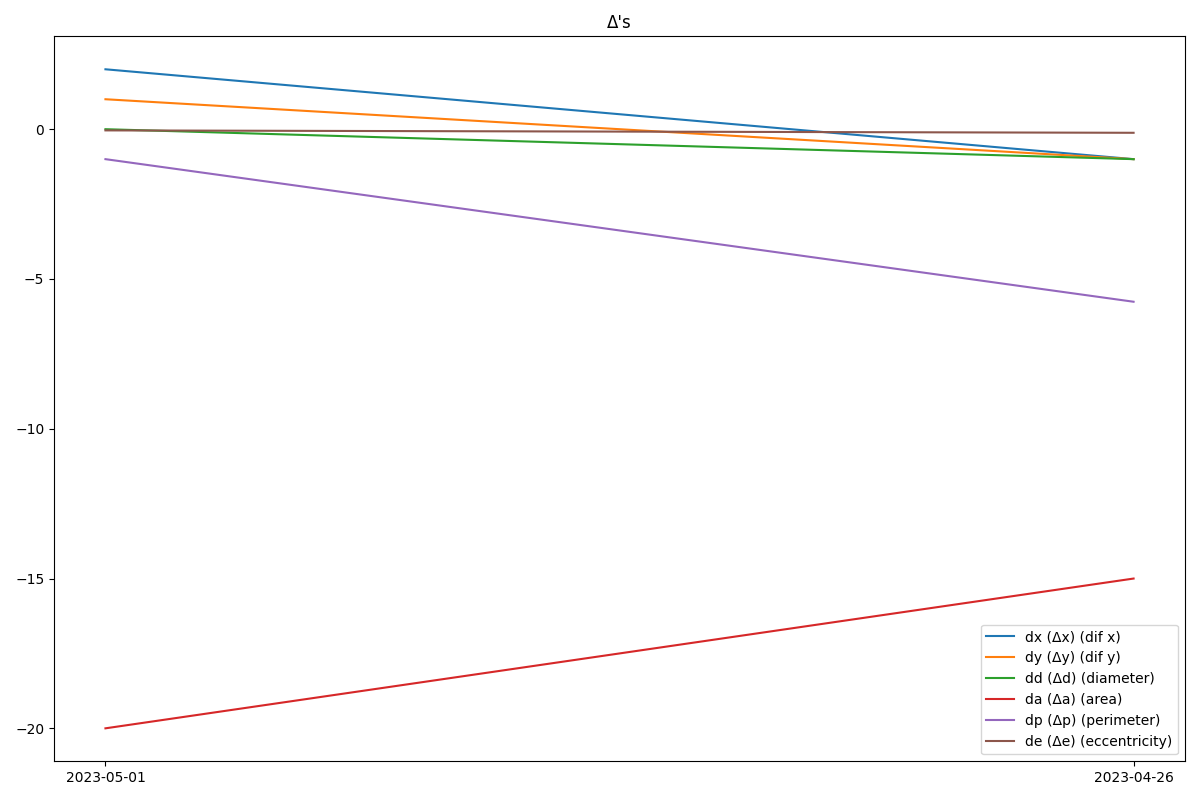 Δ's
0
−5
−10
−15
−20
2023-05-01
2023-04-26
dx (Δx) (dif x)
dy (Δy) (dif y)
dd (Δd) (diameter)
da (Δa) (area)
dp (Δp) (perimeter)
de (Δe) (eccentricity)